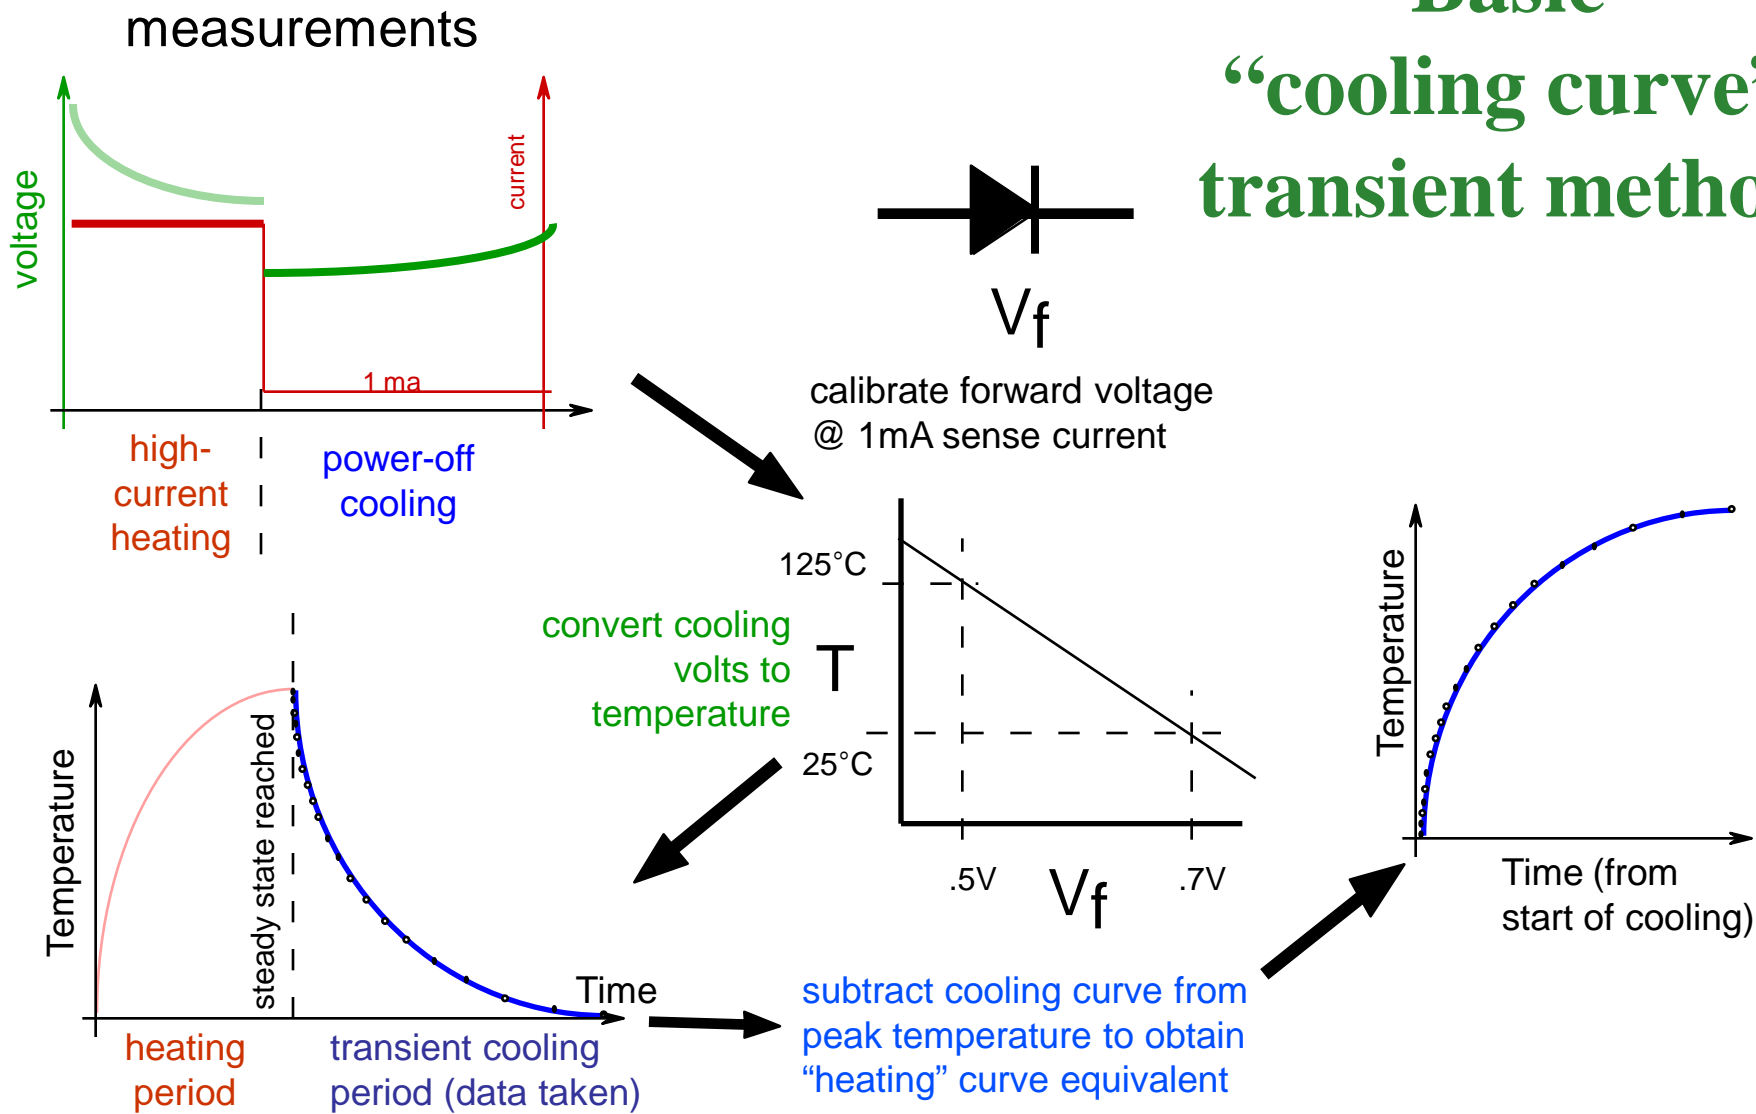 measurements
Basic
“cooling curve”
transient metho
voltage
current
1 ma
high-
current
heating
power-off
cooling
Vf
calibrate forward voltage
@ 1mA sense current
125°C
T
25°C
.5V
Vf
.7V
convert cooling
volts to
temperature
Temperature
steady state reached
Time
heating
period
transient cooling
period (data taken)
subtract cooling curve from
peak temperature to obtain
“heating” curve equivalent
Temperature
Time (from
start of cooling)